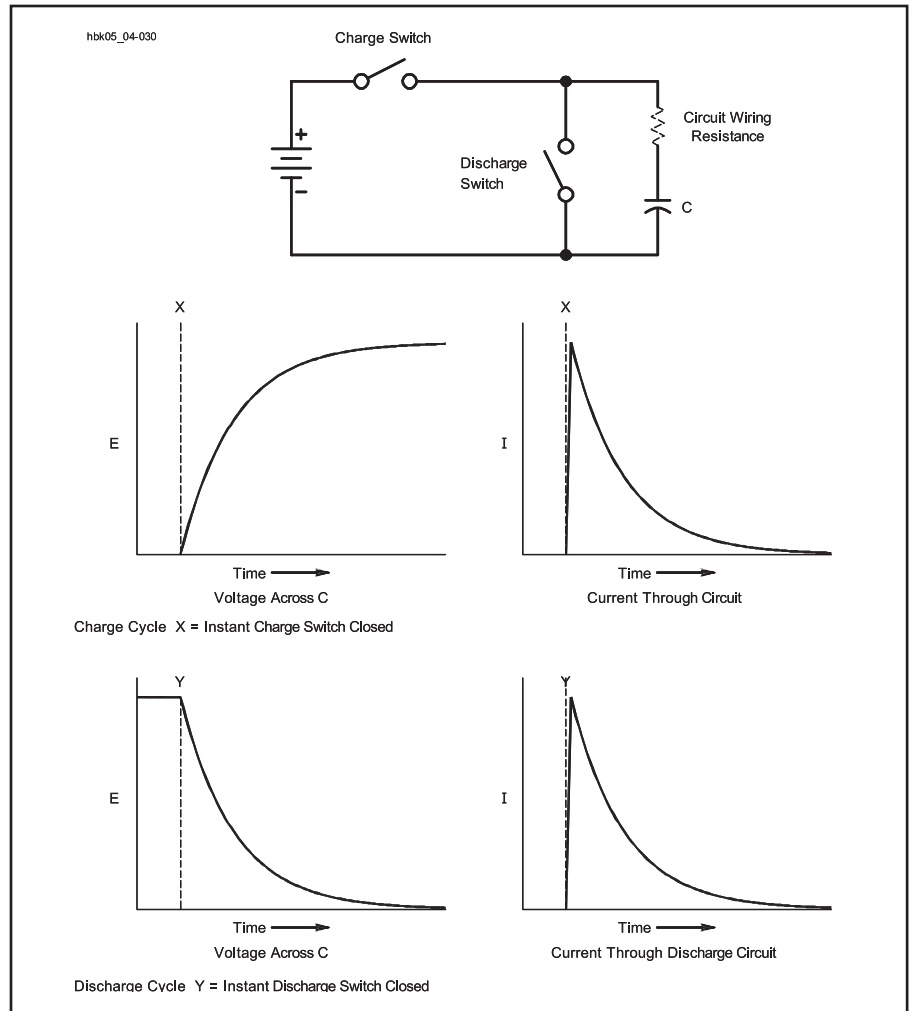 hbk05_04-030
Charge Switch
+
-
Discharge
Switch
Circuit Wiring
Resistance
C
X
E
Time
Voltage Across C
X
I
Time
Current Through Circuit
Charge Cycle X = Instant Charge Switch Closed
Y
E
Time
Voltage Across C
Y
I
Time
Current Through Discharge Circuit
Discharge Cycle Y = Instant Discharge Switch Closed